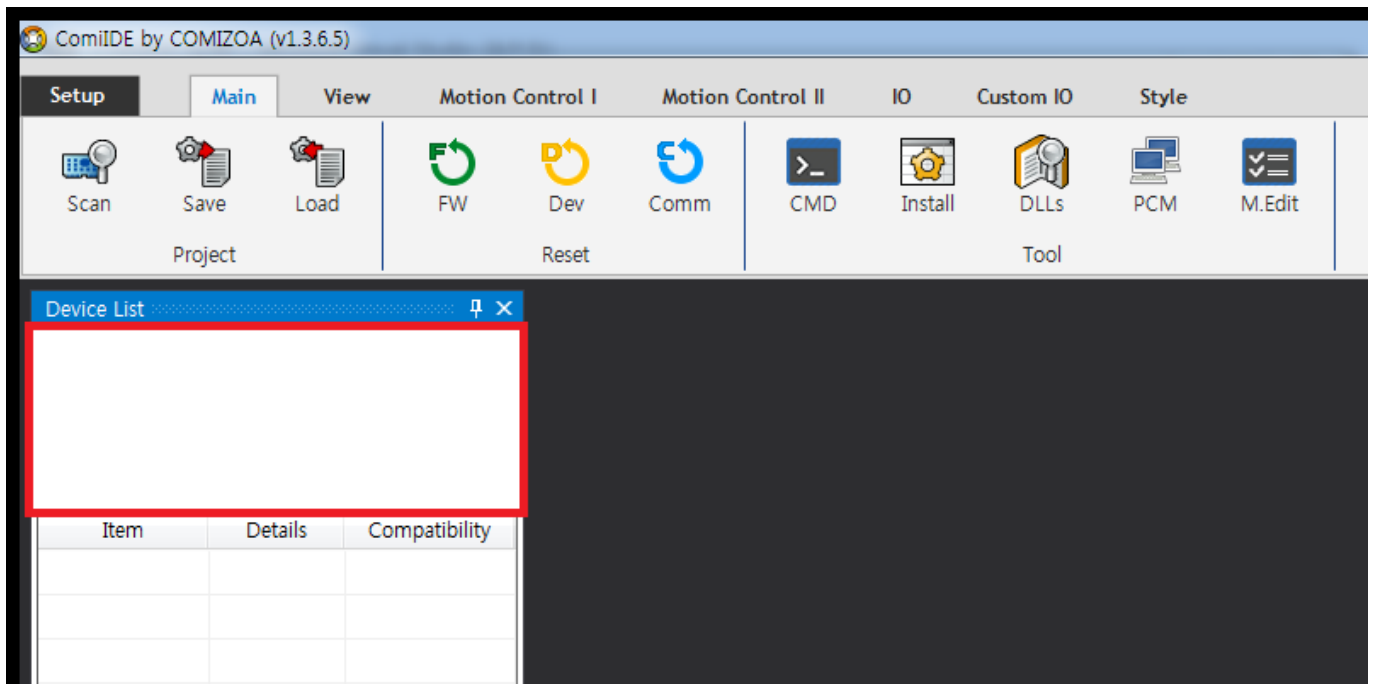 ComiIDE by COMIZOA (v1.3.6.5)
Setup Main View Motion Control I Motion Control II IO Custom IO Style
Scan Save Load FW Dev Comm CMD Install DLLs PCM M.Edit
Project Reset Tool
Device List
Item Details Compatibility